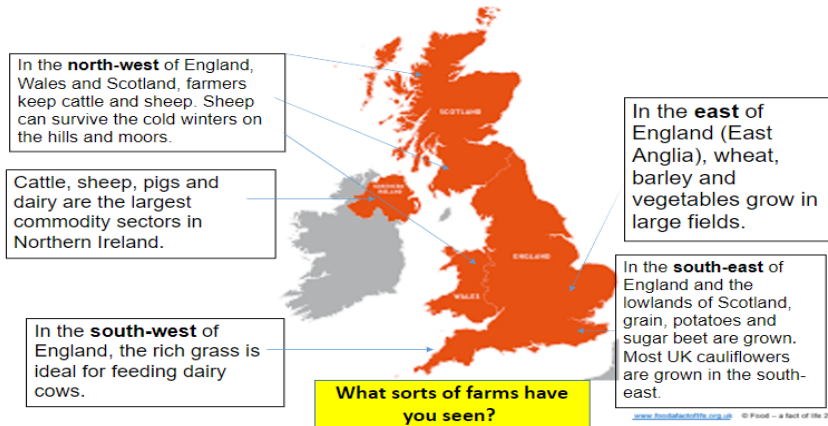 In the north-west of England,
Wales and Scotland, farmers
keep cattle and sheep. Sheep
can survive the cold winters on
the hills and moors.
Cattle, sheep, pigs and
dairy are the largest
commodity sectors in
Northern Ireland.
In the south-west of
England, the rich grass is
ideal for feeding dairy
cows.
SCOTLAND
NORTHERN
IRELAND
ENGLAND
WALES
In the east of
England (East
Anglia), wheat,
barley and
vegetables grow in
large fields.
In the south-east of
England and the
lowlands of Scotland,
grain, potatoes and
sugar beet are grown.
Most UK cauliflowers
are grown in the south-
east.
What sorts of farms have
you seen?
www.foodafactoflife.org.uk © Food – a fact of life 2